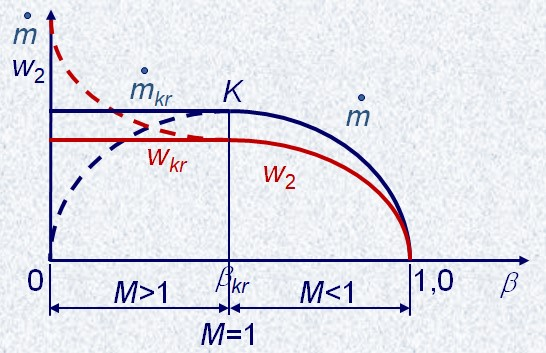 ṁ
w₂
ṁₖᵣ
K
ṁ
wₖᵣ
w₂
0
βₖᵣ
1,0
β
M>1
M<1
M=1